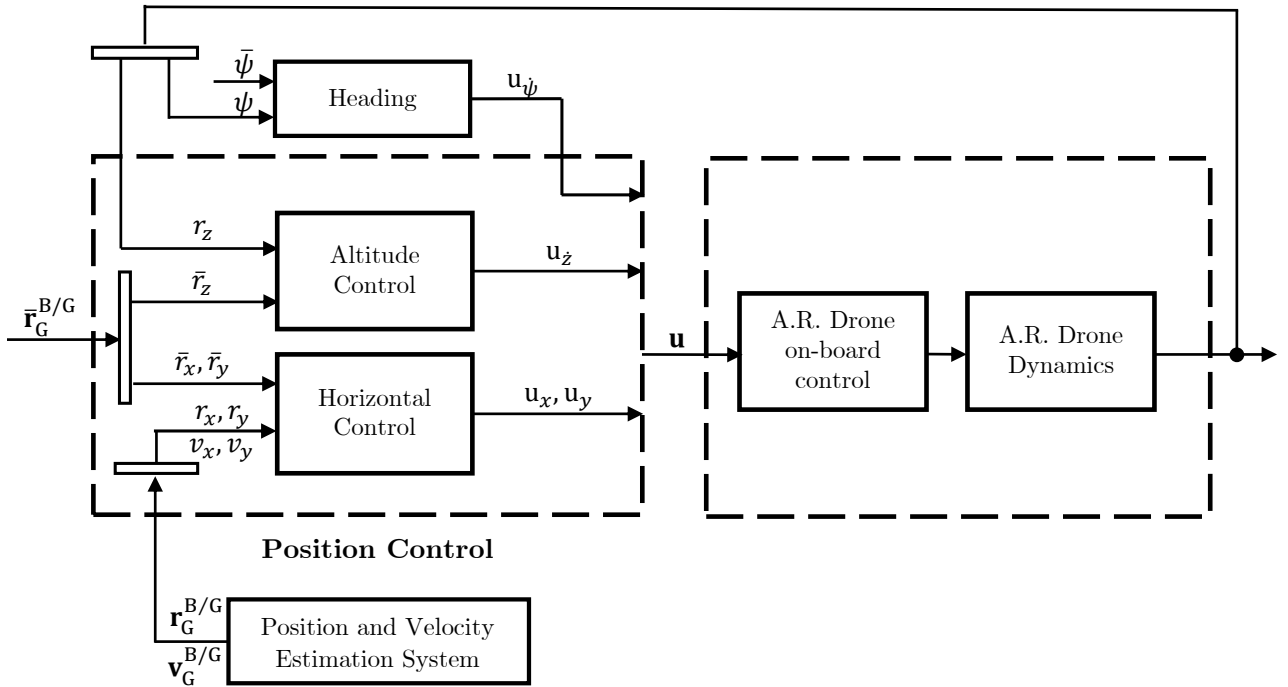 ψ̄
ψ
Heading
u_ψ̇
r_z
r̄_z
Altitude
Control
u_ż
r̄_G^B/G
r̄_x, r̄_y
r_x, r_y
v_x, v_y
Horizontal
Control
u_x, u_y
u
A.R. Drone
on-board
control
A.R. Drone
Dynamics
Position Control
r_G^B/G
v_G^B/G
Position and Velocity
Estimation System